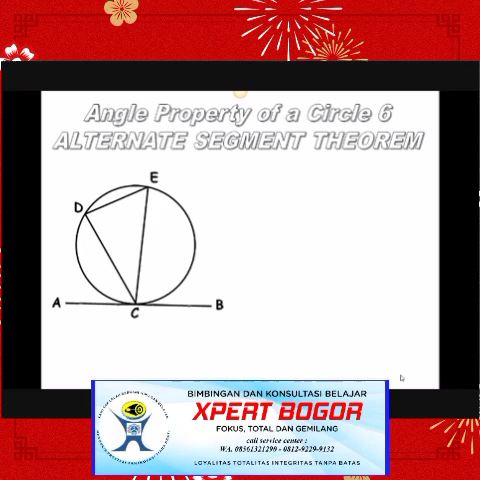 Angle Property of a Circle 6
ALTERNATE SEGMENT THEOREM
E
D
A
C
B
BIMBINGAN DAN KONSULTASI BELAJAR
XPERT BOGOR
FOKUS, TOTAL DAN GEMILANG
call service center :
WA. 08561321290 - 0812-9229-9132
LOYALITAS TOTALITAS INTEGRITAS TANPA BATAS